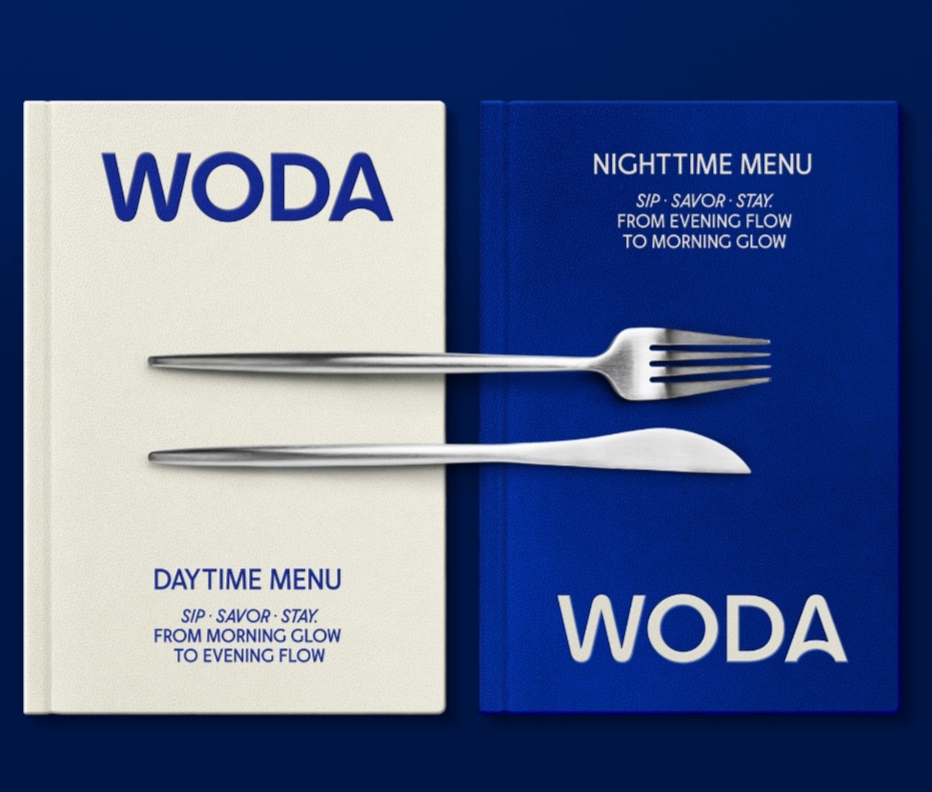 WODA
DAYTIME MENU
SIP · SAVOR · STAY.
FROM MORNING GLOW
TO EVENING FLOW
NIGHTTIME MENU
SIP · SAVOR · STAY.
FROM EVENING FLOW
TO MORNING GLOW
WODA